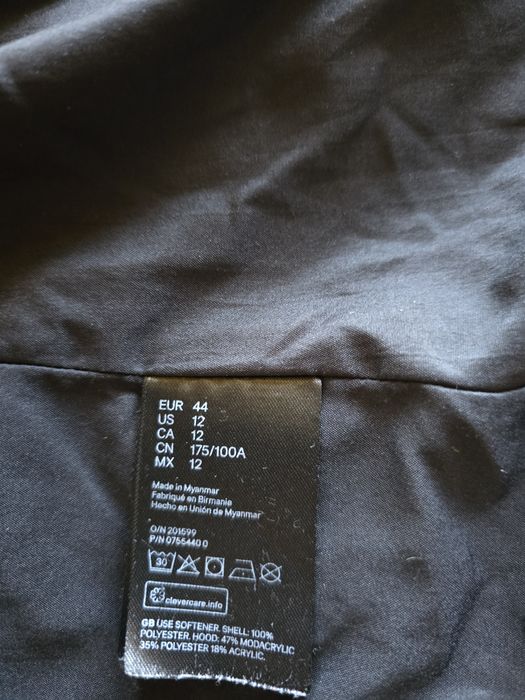 EUR 44
US 12
CA 12
CN 175/100A
MX 12
Made in Myanmar
Fabriqué en Birmanie
Hecho en Unión de Myanmar
O/N 201599
P/N 0755440 0
30
clevercare.info
GB USE SOFTENER. SHELL: 100%
POLYESTER. HOOD: 47% MODACRYLIC
35% POLYESTER 18% ACRYLIC.